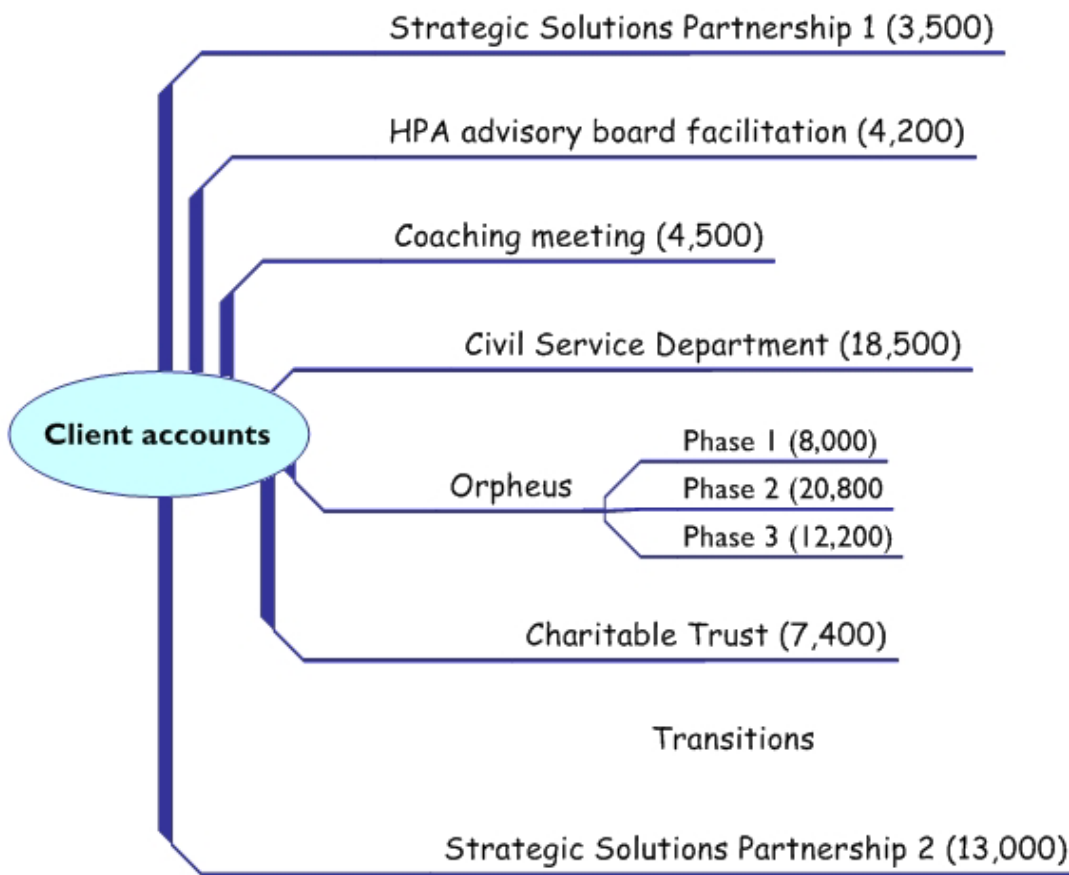 Strategic Solutions Partnership 1 (3,500)
HPA advisory board facilitation (4,200)
Coaching meeting (4,500)
Civil Service Department (18,500)
Client accounts
Orpheus
Phase 1 (8,000)
Phase 2 (20,800
Phase 3 (12,200)
Charitable Trust (7,400)
Transitions
Strategic Solutions Partnership 2 (13,000)